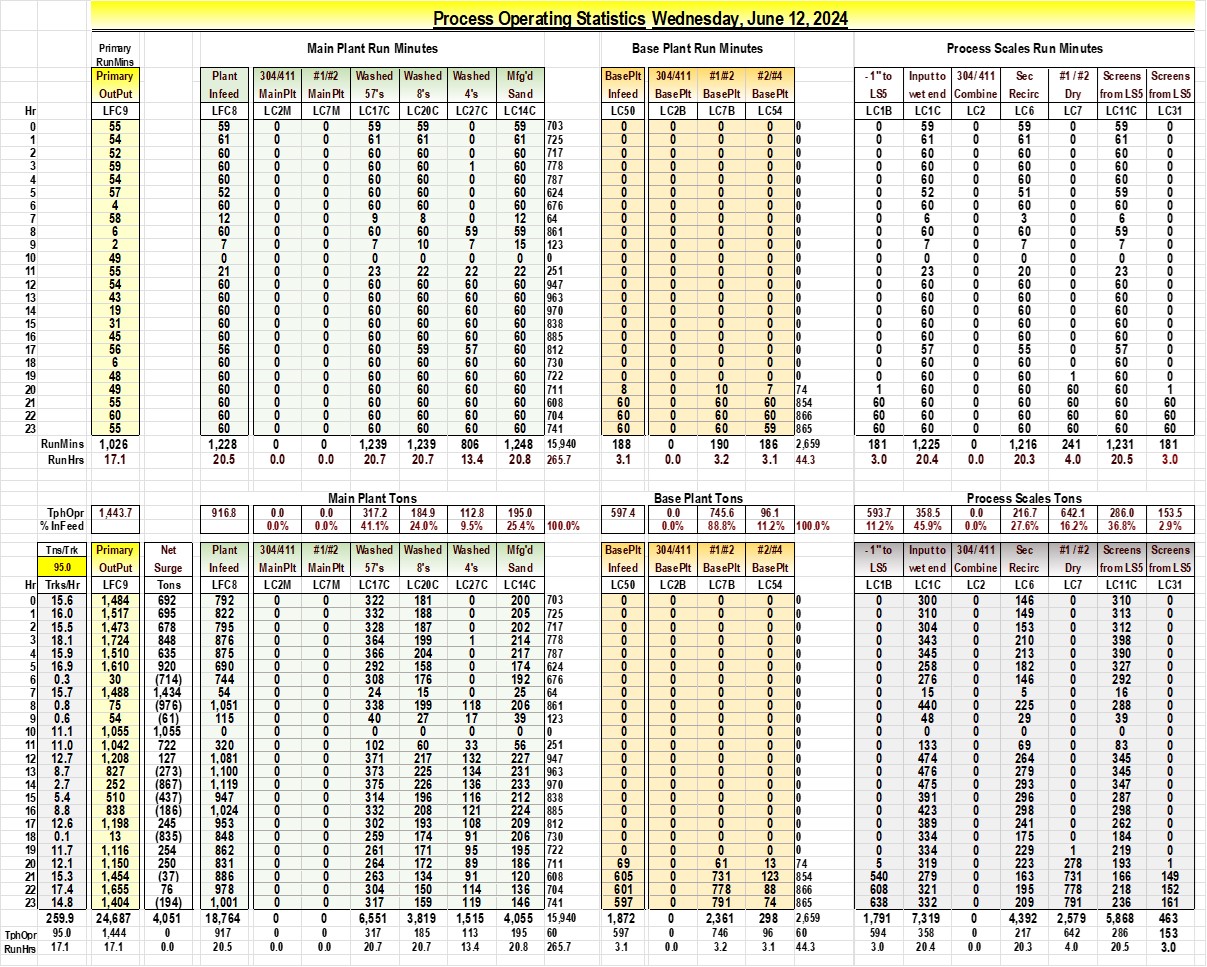 Process Operating Statistics Wednesday, June 12, 2024
Primary Main Plant Run Minutes Base Plant Run Minutes Process Scales Run Minutes
RunMins
Primary Plant 304/411 #1/#2 Washed Washed Washed Mfg'd BasePlt 304/411 #1/#2 #2/#4 -1" to Input to 304/411 Sec #1/#2 Screens Screens
OutPut Infeed MainPlt MainPlt 57's 8's 4's Sand Infeed BasePlt BasePlt BasePlt LS5 wet end Combine Recirc Dry from LS5 from LS5
Hr LFC9 LFC8 LC2M LC7M LC17C LC20C LC27C LC14C LC50 LC2B LC7B LC54 LC1B LC1C LC2 LC6 LC7 LC11C LC31
0 55 59 0 0 59 59 0 59 703 0 0 0 0 0 0 59 0 59 0 59 0
1 54 61 0 0 61 61 0 61 725 0 0 0 0 0 0 61 0 61 0 61 0
2 52 60 0 0 60 60 0 60 717 0 0 0 0 0 0 60 0 60 0 60 0
3 59 60 0 0 60 60 1 60 778 0 0 0 0 0 0 60 0 60 0 60 0
4 54 60 0 0 60 60 0 60 787 0 0 0 0 0 0 60 0 60 0 60 0
5 57 52 0 0 60 60 0 60 624 0 0 0 0 0 0 52 0 51 0 59 0
6 4 60 0 0 60 60 0 60 676 0 0 0 0 0 0 60 0 60 0 60 0
7 58 12 0 0 9 8 0 12 64 0 0 0 0 0 0 6 0 3 0 6 0
8 6 60 0 0 60 60 59 59 861 0 0 0 0 0 0 60 0 60 0 59 0
9 2 7 0 0 7 10 7 15 123 0 0 0 0 0 0 7 0 7 0 7 0
10 49 0 0 0 0 0 0 0 0 0 0 0 0 0 0 0 0 0 0 0 0
11 55 21 0 0 23 22 22 22 251 0 0 0 0 0 0 23 0 20 0 23 0
12 54 60 0 0 60 60 60 60 947 0 0 0 0 0 0 60 0 60 0 60 0
13 43 60 0 0 60 60 60 60 963 0 0 0 0 0 0 60 0 60 0 60 0
14 19 60 0 0 60 60 60 60 970 0 0 0 0 0 0 60 0 60 0 60 0
15 31 60 0 0 60 60 60 60 838 0 0 0 0 0 0 60 0 60 0 60 0
16 45 60 0 0 60 60 60 60 885 0 0 0 0 0 0 60 0 60 0 60 0
17 56 56 0 0 60 59 57 60 812 0 0 0 0 0 0 57 0 55 0 57 0
18 6 60 0 0 60 60 60 60 730 0 0 0 0 0 0 60 0 60 0 60 0
19 48 60 0 0 60 60 60 60 722 0 0 0 0 0 0 60 0 60 1 60 0
20 49 60 0 0 60 60 60 60 711 8 0 10 7 74 1 60 0 60 60 60 1
21 55 60 0 0 60 60 60 60 608 60 0 60 60 854 60 60 0 60 60 60 60
22 60 60 0 0 60 60 60 60 704 60 0 60 60 866 60 60 0 60 60 60 60
23 55 60 0 0 60 60 60 60 741 60 0 60 59 865 60 60 0 60 60 60 60
RunMins 1,026 1,228 0 0 1,239 1,239 806 1,248 15,940 188 0 190 186 2,659 181 1,225 0 1,216 241 1,231 181
RunHrs 17.1 20.5 0.0 0.0 20.7 20.7 13.4 20.8 265.7 3.1 0.0 3.2 3.1 44.3 3.0 20.4 0.0 20.3 4.0 20.5 3.0
Main Plant Tons Base Plant Tons Process Scales Tons
TphOpr 1,443.7 916.8 0.0 0.0 317.2 184.9 112.8 195.0 597.4 0.0 745.6 96.1 593.7 358.5 0.0 216.7 642.1 286.0 153.5
% InFeed 0.0% 0.0% 41.1% 24.0% 9.5% 25.4% 100.0% 0.0% 88.8% 11.2% 100.0% 11.2% 45.9% 0.0% 27.6% 16.2% 36.8% 2.9%
Tns/Trk Primary Net Plant 304/411 #1/#2 Washed Washed Washed Mfg'd BasePlt 304/411 #1/#2 #2/#4 -1" to Input to 304/411 Sec #1/#2 Screens Screens
95.0 OutPut Surge Infeed MainPlt MainPlt 57's 8's 4's Sand Infeed BasePlt BasePlt BasePlt LS5 wet end Combine Recirc Dry from LS5 from LS5
Hr Trks/Hr LFC9 Tons LFC8 LC2M LC7M LC17C LC20C LC27C LC14C LC50 LC2B LC7B LC54 LC1B LC1C LC2 LC6 LC7 LC11C LC31
0 15.6 1,484 692 792 0 0 322 181 0 200 703 0 0 0 0 0 0 300 0 146 0 310 0
1 16.0 1,517 695 822 0 0 332 188 0 205 725 0 0 0 0 0 0 310 0 149 0 313 0
2 15.5 1,473 678 795 0 0 328 187 0 202 717 0 0 0 0 0 0 304 0 153 0 312 0
3 18.1 1,724 848 876 0 0 364 199 1 214 778 0 0 0 0 0 0 343 0 210 0 398 0
4 15.9 1,510 635 875 0 0 366 204 0 217 787 0 0 0 0 0 0 345 0 213 0 390 0
5 16.9 1,610 920 690 0 0 292 158 0 174 624 0 0 0 0 0 0 258 0 182 0 327 0
6 0.3 30 (714) 744 0 0 308 176 0 192 676 0 0 0 0 0 0 276 0 146 0 292 0
7 15.7 1,488 1,434 54 0 0 24 15 0 25 64 0 0 0 0 0 0 15 0 5 0 16 0
8 0.8 75 (976) 1,051 0 0 338 199 118 206 861 0 0 0 0 0 0 440 0 225 0 288 0
9 0.6 54 (61) 115 0 0 40 27 17 39 123 0 0 0 0 0 0 48 0 29 0 39 0
10 11.1 1,055 1,055 0 0 0 0 0 0 0 0 0 0 0 0 0 0 0 0 0 0 0 0
11 11.0 1,042 722 320 0 0 102 60 33 56 251 0 0 0 0 0 0 133 0 69 0 83 0
12 12.7 1,208 127 1,081 0 0 371 217 132 227 947 0 0 0 0 0 0 474 0 264 0 345 0
13 8.7 827 (273) 1,100 0 0 373 225 134 231 963 0 0 0 0 0 0 476 0 279 0 345 0
14 2.7 252 (867) 1,119 0 0 375 226 136 233 970 0 0 0 0 0 0 475 0 293 0 347 0
15 5.4 510 (437) 947 0 0 314 196 116 212 838 0 0 0 0 0 0 391 0 296 0 287 0
16 8.8 838 (186) 1,024 0 0 332 208 121 224 885 0 0 0 0 0 0 423 0 298 0 298 0
17 12.6 1,198 245 953 0 0 302 193 108 209 812 0 0 0 0 0 0 389 0 241 0 262 0
18 0.1 13 (835) 848 0 0 259 174 91 206 730 0 0 0 0 0 0 334 0 175 0 184 0
19 11.7 1,116 254 862 0 0 261 171 95 195 722 0 0 0 0 0 0 334 0 229 1 219 0
20 12.1 1,150 250 831 0 0 264 172 89 186 711 69 0 61 13 74 5 319 0 223 278 193 1
21 15.3 1,454 (37) 886 0 0 263 134 91 120 608 605 0 731 123 854 540 279 0 163 731 166 149
22 17.4 1,655 76 978 0 0 304 150 114 136 704 601 0 778 88 866 608 321 0 195 778 218 152
23 14.8 1,404 (194) 1,001 0 0 317 159 119 146 741 597 0 791 74 865 638 332 0 209 791 236 161
259.9 24,687 4,051 18,764 0 0 6,551 3,819 1,515 4,055 15,940 1,872 0 2,361 298 2,659 1,791 7,319 0 4,392 2,579 5,868 463
TphOpr 95.0 1,444 0 917 0 0 317 185 113 195 60 597 0 746 96 60 594 358 0 217 642 286 153
RunHrs 17.1 17.1 0.0 20.5 0.0 0.0 20.7 20.7 13.4 20.8 265.7 3.1 0.0 3.2 3.1 44.3 3.0 20.4 0.0 20.3 4.0 20.5 3.0